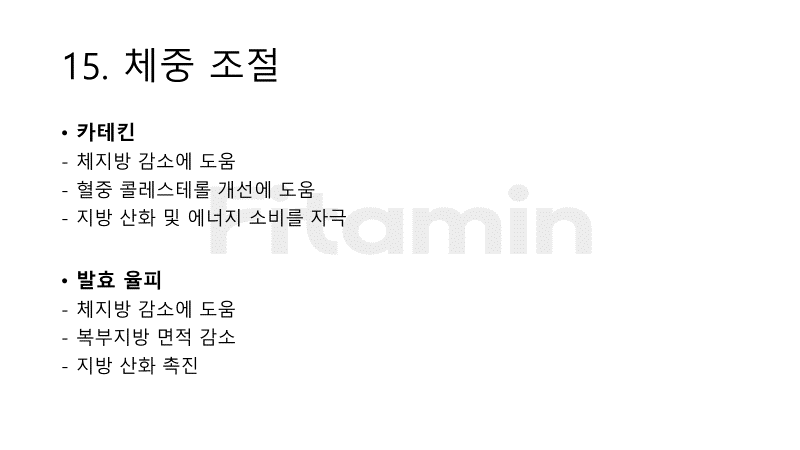 15. 체중 조절
• 카테킨
- 체지방 감소에 도움
- 혈중 콜레스테롤 개선에 도움
- 지방 산화 및 에너지 소비를 자극
Fitamin
• 발효 율피
- 체지방 감소에 도움
- 복부지방 면적 감소
- 지방 산화 촉진